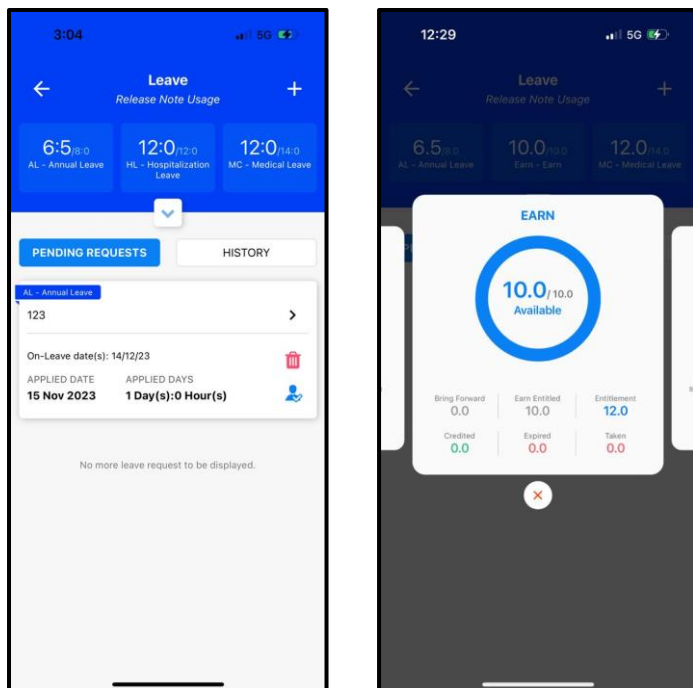 3:04
5G
Leave
Release Note Usage
6:5/8:0
AL - Annual Leave
12:0/12:0
HL - Hospitalization
Leave
12:0/14:0
MC - Medical Leave
PENDING REQUESTS
HISTORY
AL - Annual Leave
123
On-Leave date(s): 14/12/23
APPLIED DATE
APPLIED DAYS
15 Nov 2023
1 Day(s):0 Hour(s)
No more leave request to be displayed.
12:29
5G
Leave
Release Note Usage
6.5/8.0
AL - Annual Leave
10.0/10.0
Earn - Earn
12.0/14.0
MC - Medical Leave
EARN
10.0/10.0
Available
Bring Forward
Earn Entitled
Entitlement
0.0
10.0
12.0
Credited
Expired
Taken
0.0
0.0
0.0